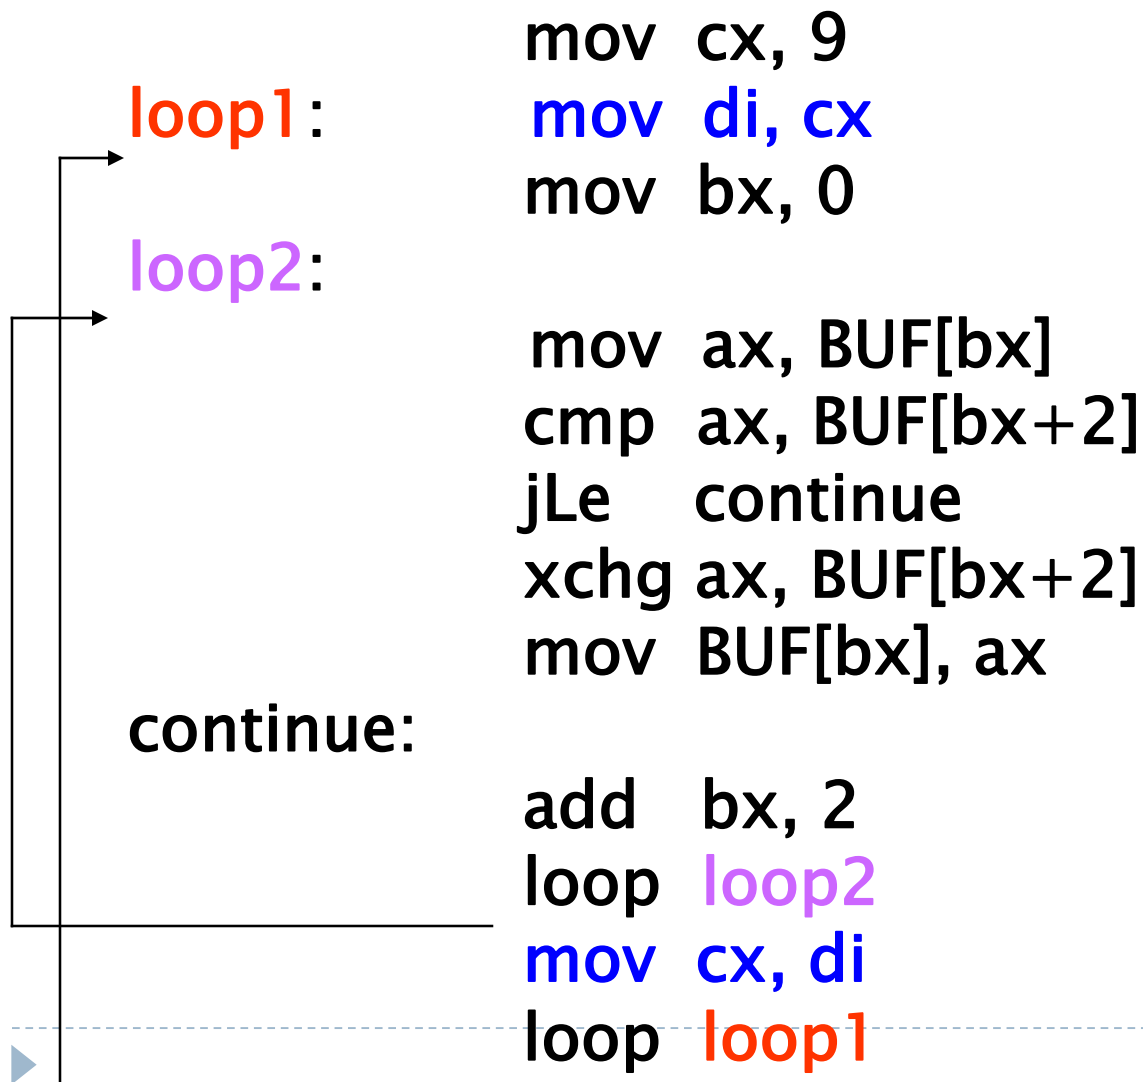 mov cx, 9
loop1: mov di, cx
mov bx, 0
loop2:
mov ax, BUF[bx]
cmp ax, BUF[bx+2]
jLe continue
xchg ax, BUF[bx+2]
mov BUF[bx], ax
continue:
add bx, 2
loop loop2
mov cx, di
loop loop1